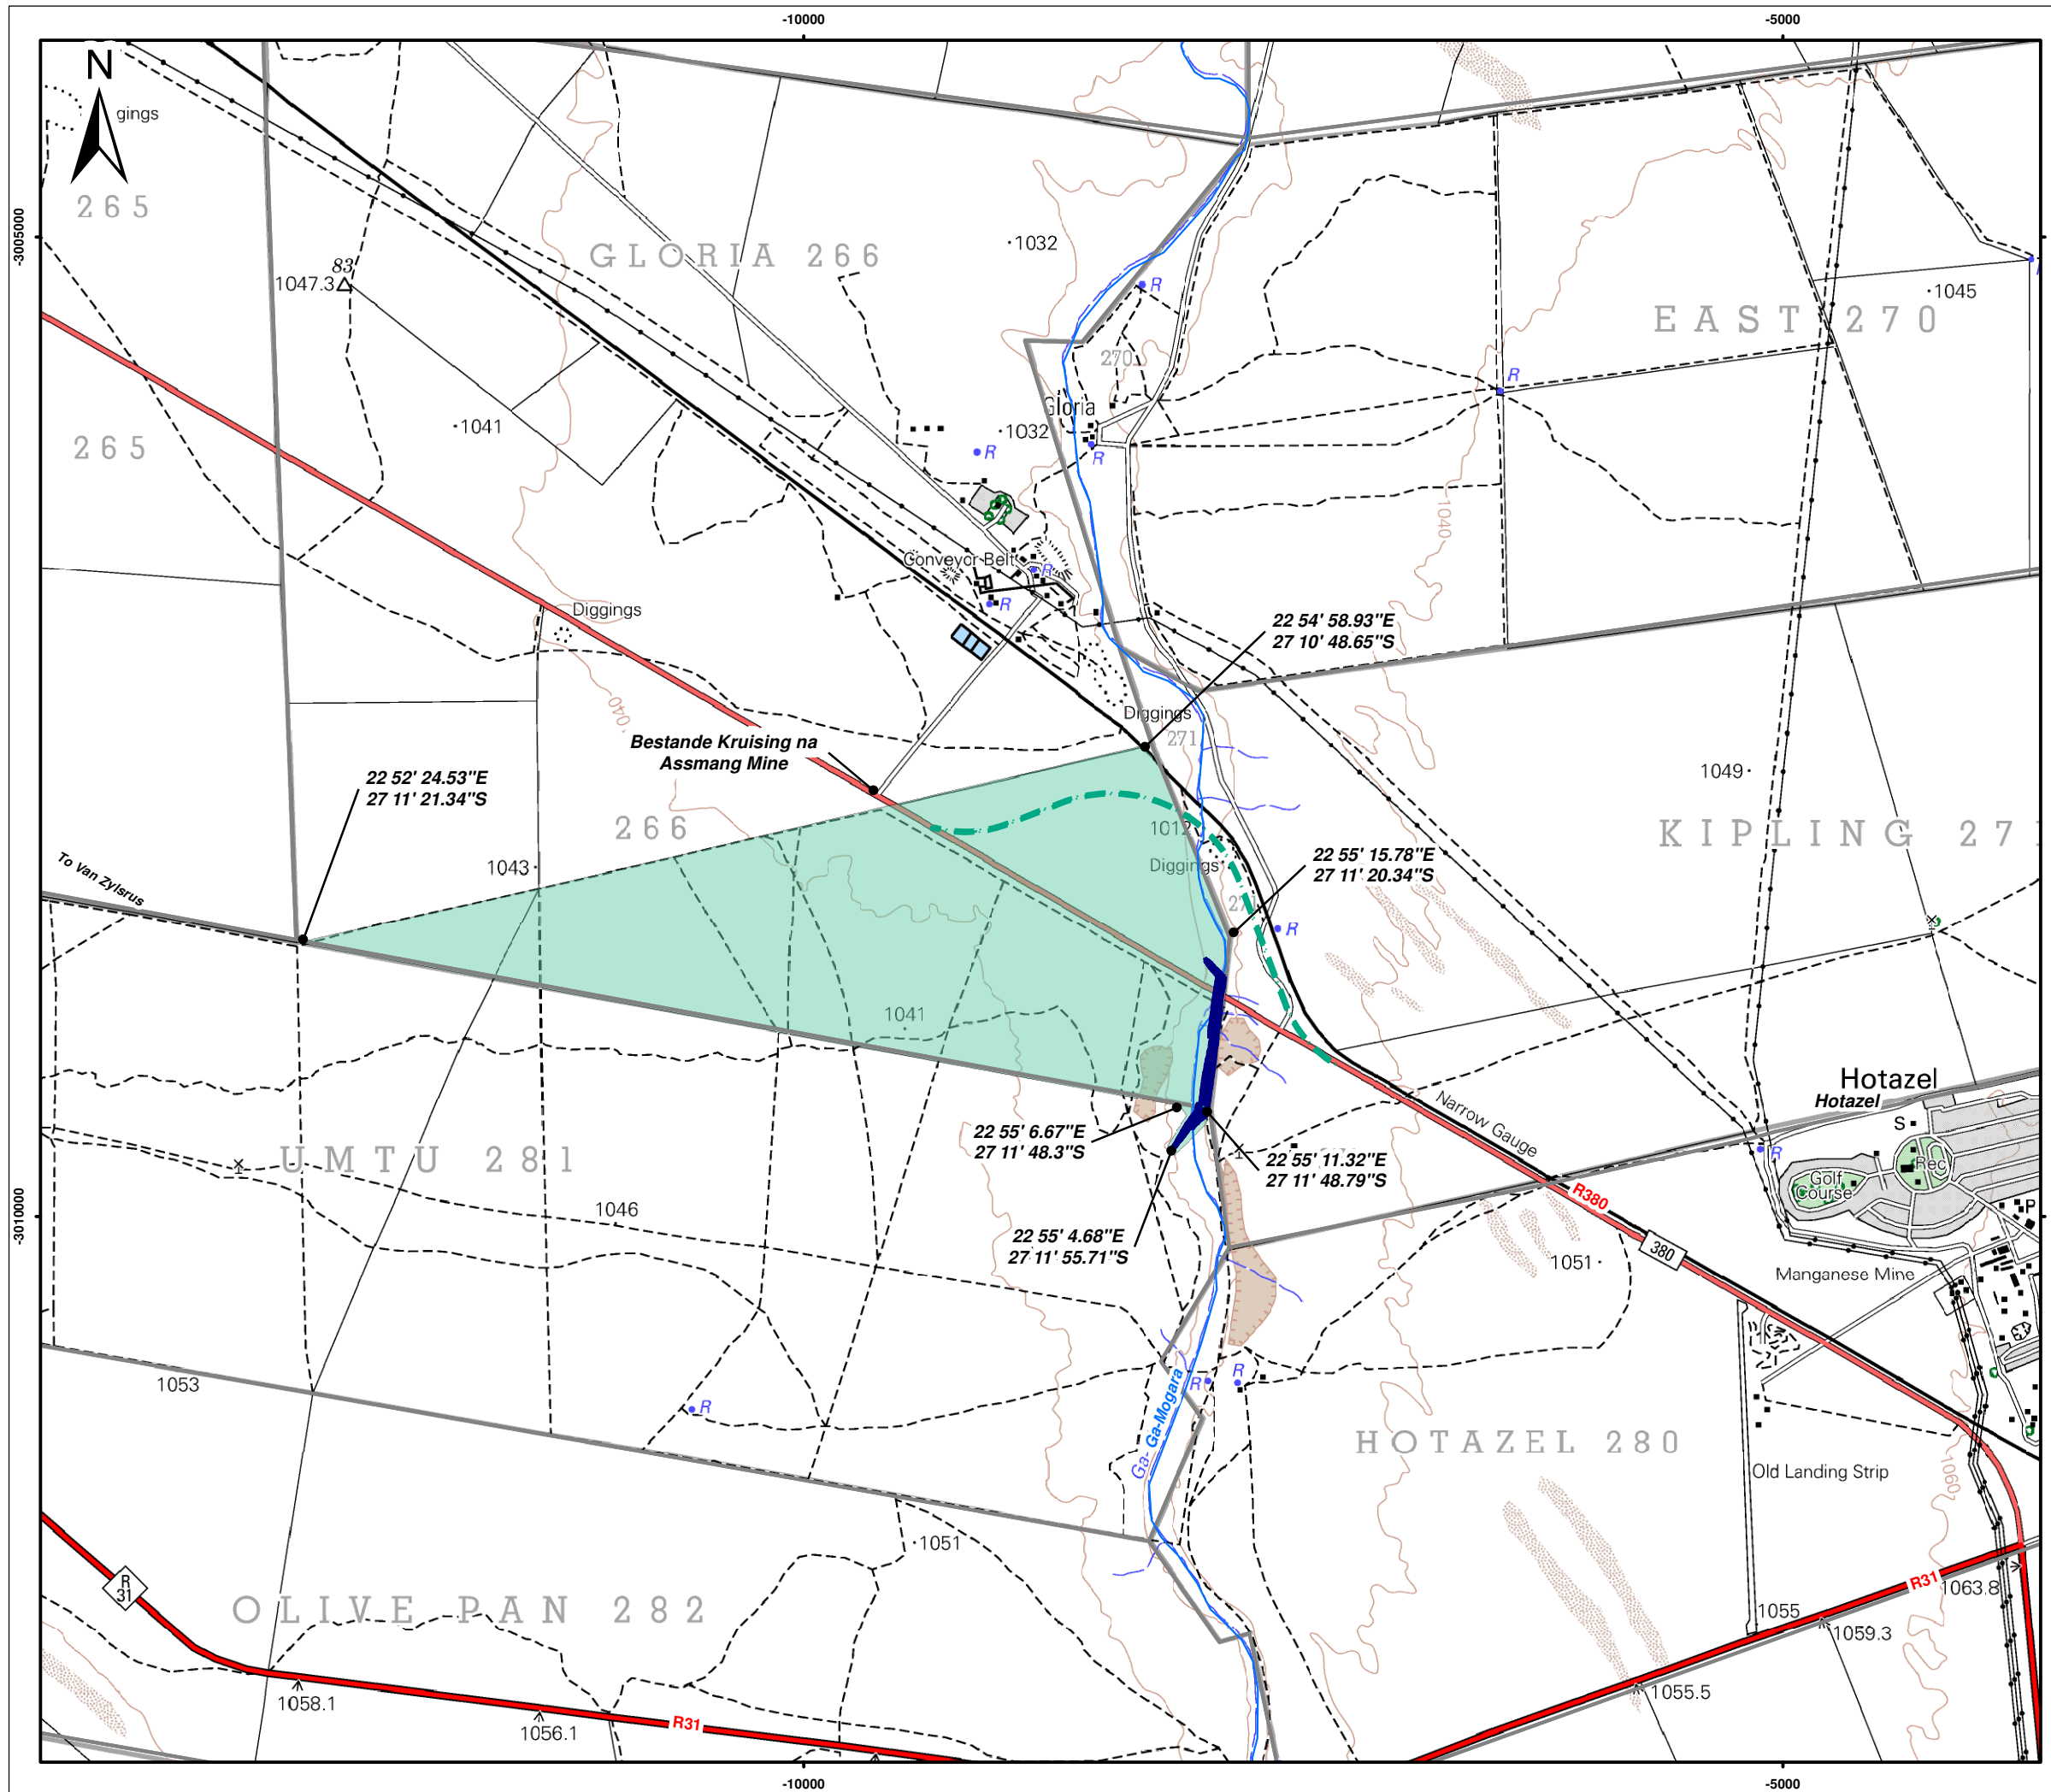 -10000
-5000
N
gings
265
-3005000
GLORIA 266
1032
83
1047.3
R
EAST 270
1045
270
R
Gloria
1041
1032
265
R
R
1040
Conveyor Belt
R
R
Diggings
22 54' 58.93"E
27 10' 48.65"S
1040
Diggings
271
Bestande Kruising na
Assmang Mine
1049
22 52' 24.53"E
27 11' 21.34"S
266
1012
KIPLING 271
To Van Zylsrus
1043
Diggings
22 55' 15.78"E
27 11' 20.34"S
27
R
1041
Hotazel
Hotazel
Narrow Gauge
S
22 55' 6.67"E
27 11' 48.3"S
22 55' 11.32"E
27 11' 48.79"S
R
Rec
UMTU 281
Golf
Course
R380
P
1046
-3010000
22 55' 4.68"E
27 11' 55.71"S
380
1051
Manganese Mine
1053
R
R
R
Ga-
Ga-Mogara
HOTAZEL 280
Old Landing Strip
1060
1051
R
31
R31
1063.8
OLIVE PAN 282
1055
1059.3
1058.1
1055.5
1056.1
R31
-10000
-5000